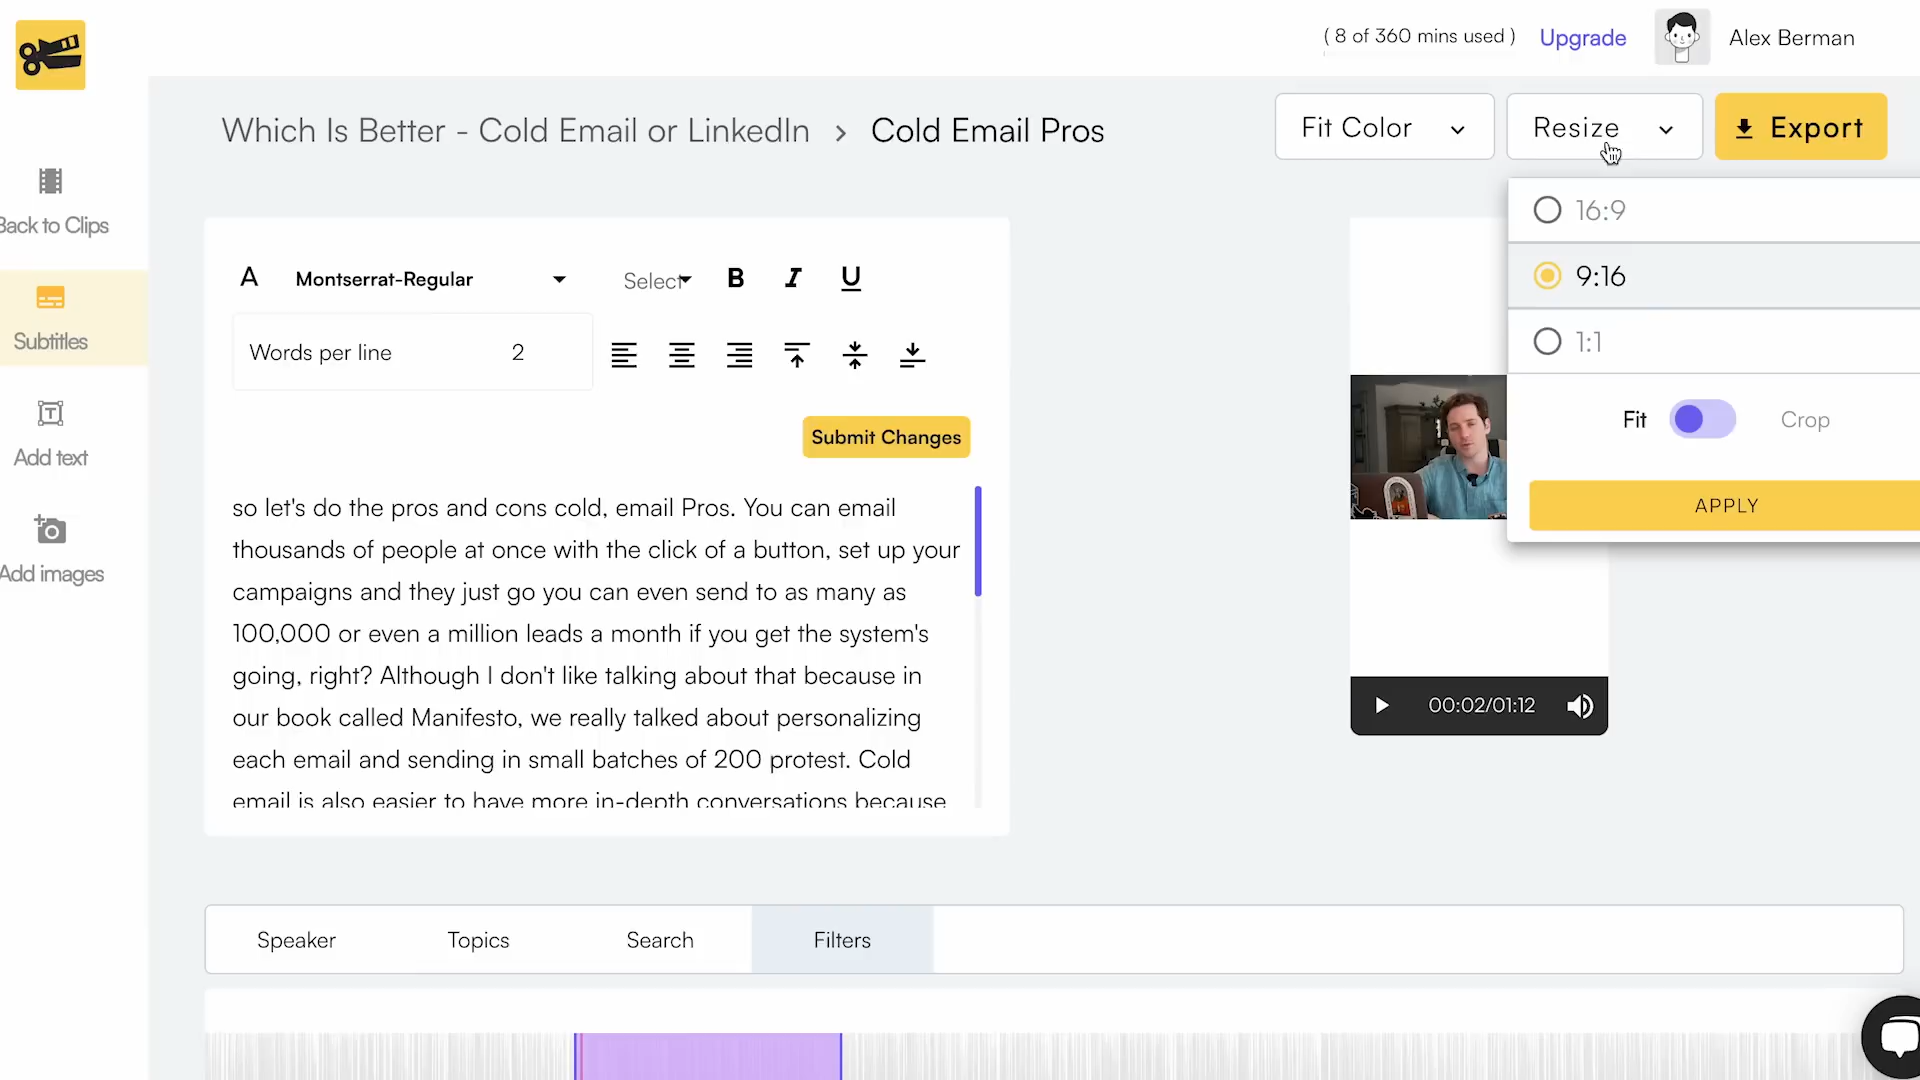 ( 8 of 360 mins used )
Upgrade
Alex Berman
Which Is Better - Cold Email or LinkedIn > Cold Email Pros
Fit Color
Resize
Export
Back to Clips
Subtitles
Add text
Add images
A
Montserrat-Regular
Select
B
I
U
Words per line
2
Submit Changes
so let's do the pros and cons cold, email Pros. You can email
thousands of people at once with the click of a button, set up your
campaigns and they just go you can even send to as many as
100,000 or even a million leads a month if you get the system's
going, right? Although I don't like talking about that because in
our book called Manifesto, we really talked about personalizing
each email and sending in small batches of 200 protest. Cold
email is also easier to have more in-depth conversations because
16:9
9:16
1:1
Fit
Crop
APPLY
00:02/01:12
Speaker
Topics
Search
Filters